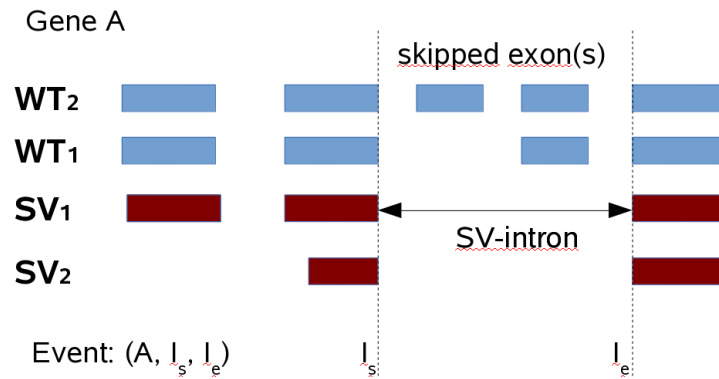 Gene A
skipped exon(s)
WT2
WT1
SV1
SV-intron
SV2
Event: (A, Is, Ie)
Is
Ie